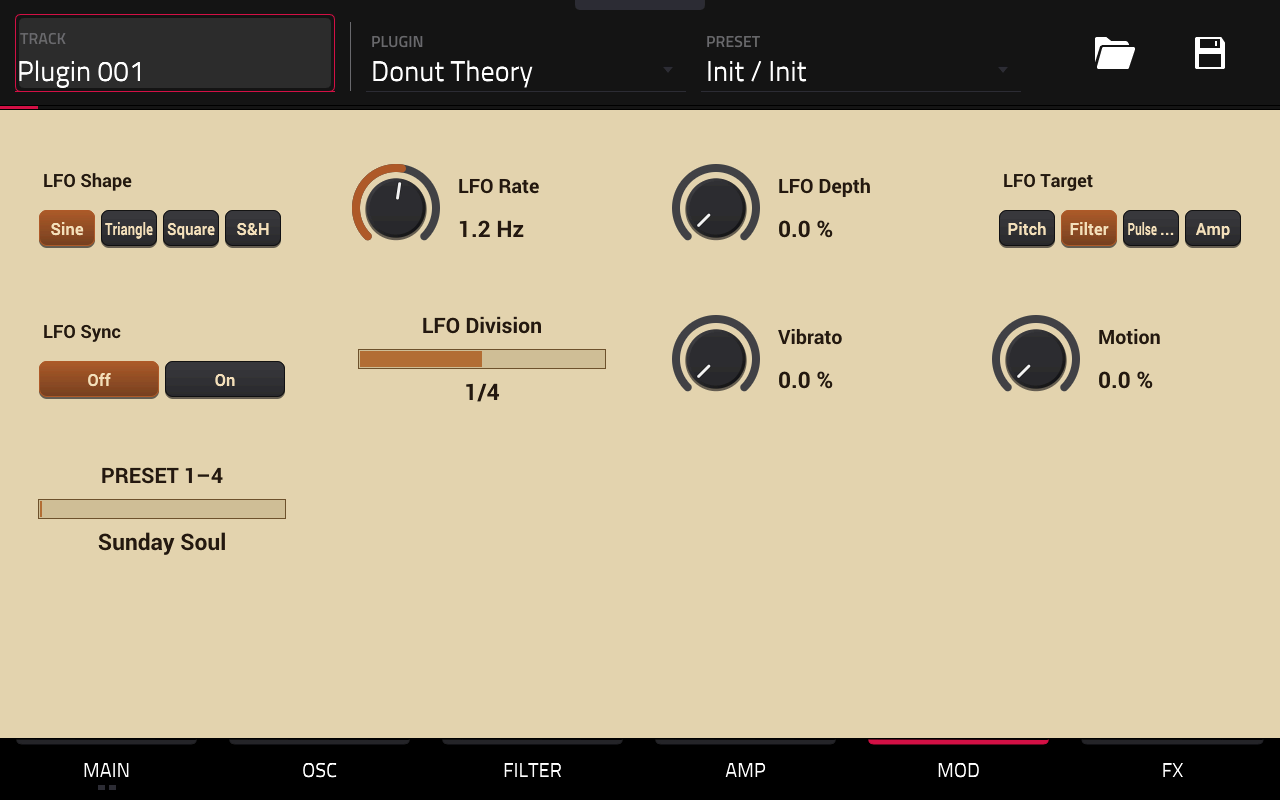 TRACK
Plugin 001
PLUGIN
Donut Theory
PRESET
Init / Init
LFO Shape
Sine Triangle Square S&H
LFO Rate
1.2 Hz
LFO Depth
0.0 %
LFO Target
Pitch Filter Pulse ... Amp
LFO Sync
Off On
LFO Division
1/4
Vibrato
0.0 %
Motion
0.0 %
PRESET 1–4
Sunday Soul
MAIN OSC FILTER AMP MOD FX